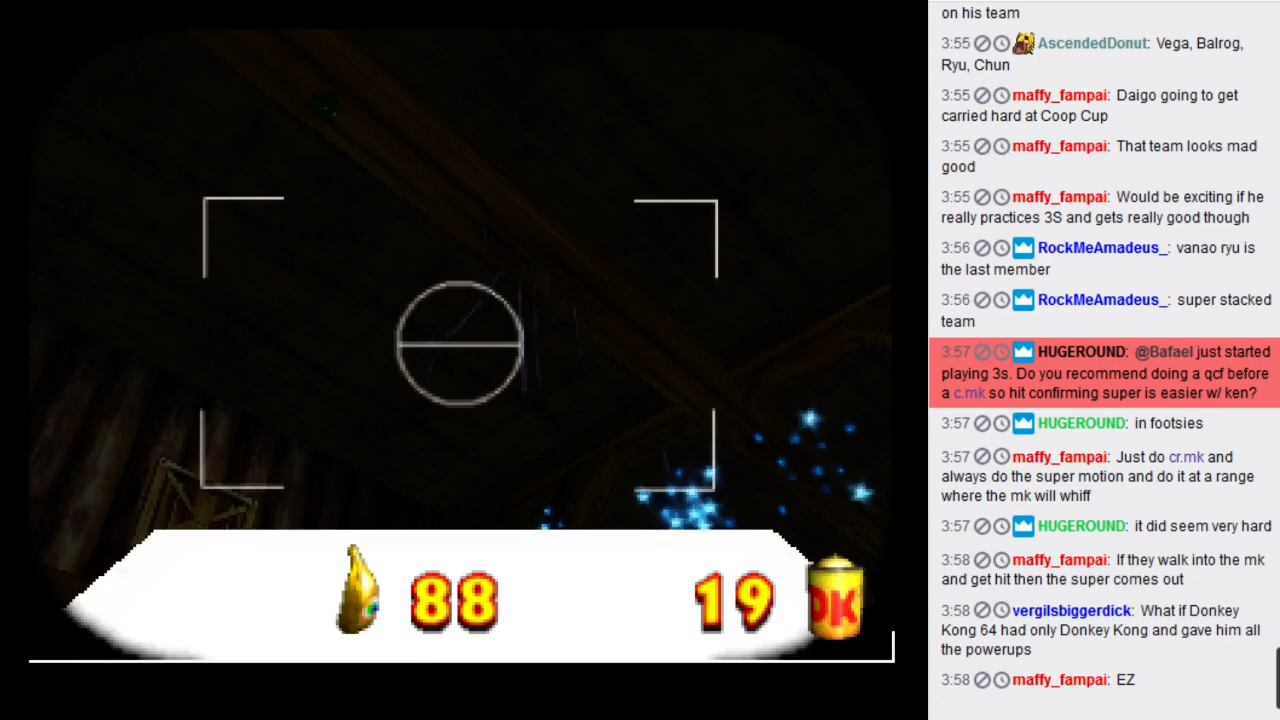 88
19
DK
on his team
3:55 AscendedDonut: Vega, Balrog,
Ryu, Chun
3:55 maffy_fampai: Daigo going to get
carried hard at Coop Cup
3:55 maffy_fampai: That team looks mad
good
3:55 maffy_fampai: Would be exciting if he
really practices 3S and gets really good though
3:56 RockMeAmadeus_: vanao ryu is
the last member
3:56 RockMeAmadeus_: super stacked
team
3:57 HUGEROUND: @Bafael just started
playing 3s. Do you recommend doing a qcf before
a c.mk so hit confirming super is easier w/ ken?
3:57 HUGEROUND: in footsies
3:57 maffy_fampai: Just do cr.mk and
always do the super motion and do it at a range
where the mk will whiff
3:57 HUGEROUND: it did seem very hard
3:58 maffy_fampai: If they walk into the mk
and get hit then the super comes out
3:58 vergilsbiggerdick: What if Donkey
Kong 64 had only Donkey Kong and gave him all
the powerups
3:58 maffy_fampai: EZ